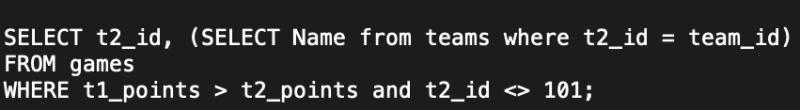 SELECT t2_id, (SELECT Name from teams where t2_id = team_id)
FROM games
WHERE t1_points > t2_points and t2_id <> 101;